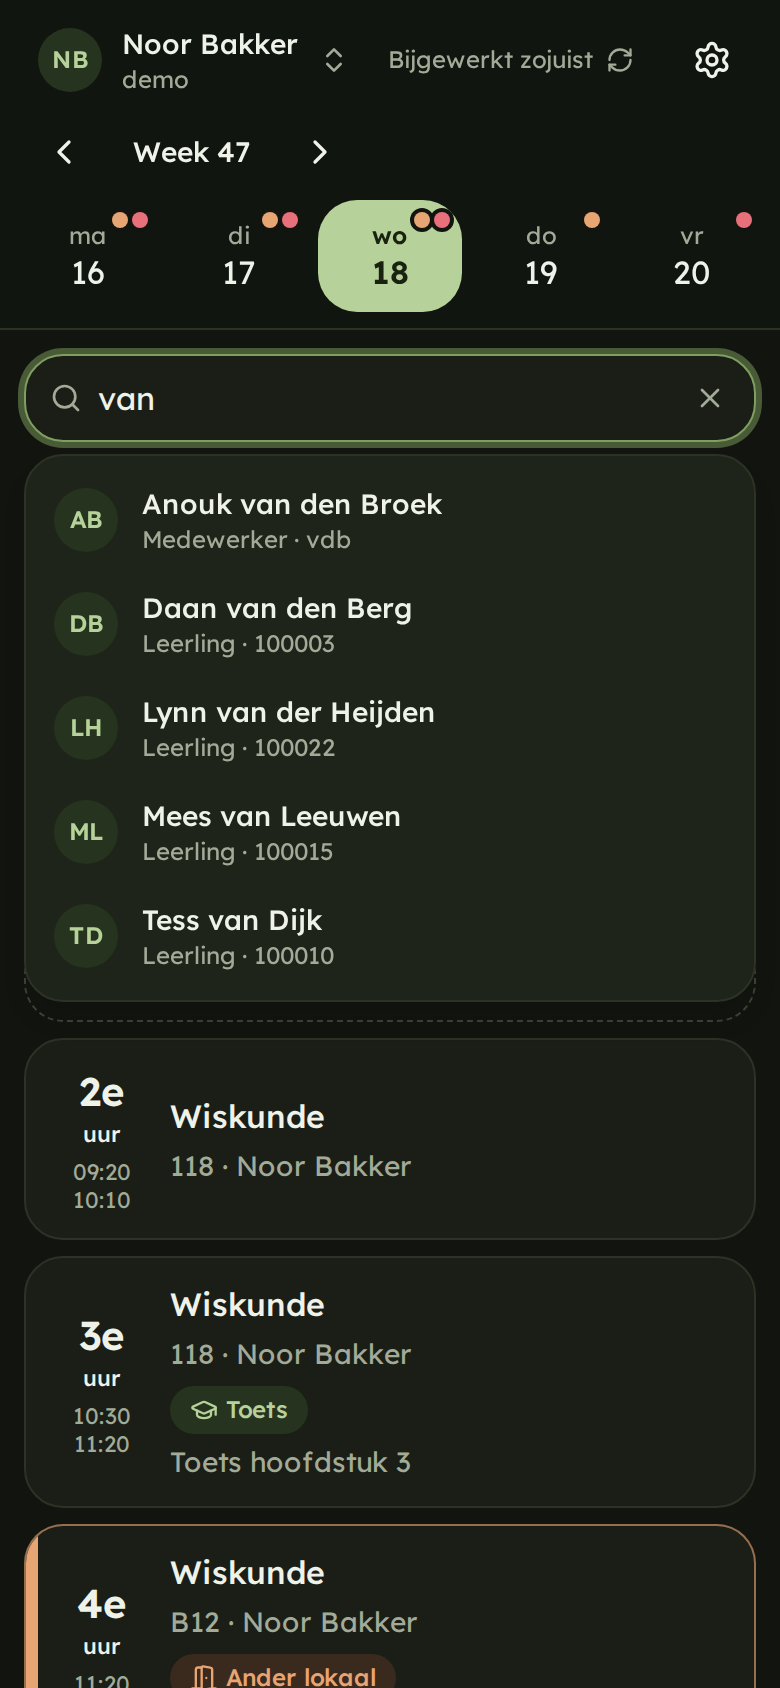 NB
Noor Bakker
demo
Bijgewerkt zojuist
Week 47
ma
16
di
17
wo
18
do
19
vr
20
van
AB
Anouk van den Broek
Medewerker · vdb
DB
Daan van den Berg
Leerling · 100003
LH
Lynn van der Heijden
Leerling · 100022
ML
Mees van Leeuwen
Leerling · 100015
TD
Tess van Dijk
Leerling · 100010
2e
uur
09:20
10:10
Wiskunde
118 · Noor Bakker
3e
uur
10:30
11:20
Wiskunde
118 · Noor Bakker
Toets
Toets hoofdstuk 3
4e
uur
11:20
Wiskunde
B12 · Noor Bakker
Ander lokaal